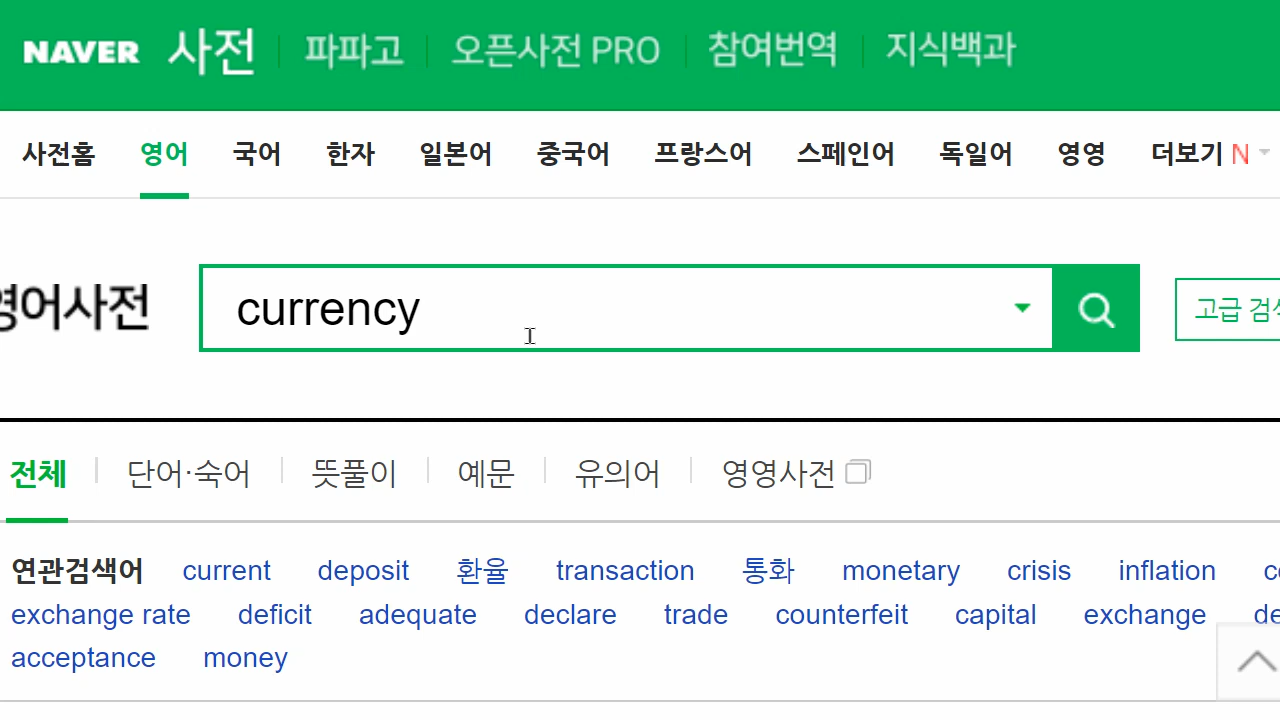 NAVER 사전 파파고 오픈사전 PRO 참여번역 지식백과
사전홈 영어 국어 한자 일본어 중국어 프랑스어 스페인어 독일어 영영 더보기 N
영어사전 currency 고급 검색
전체 단어·숙어 뜻풀이 예문 유의어 영영사전
연관검색어 current deposit 환율 transaction 통화 monetary crisis inflation
exchange rate deficit adequate declare trade counterfeit capital exchange
acceptance money